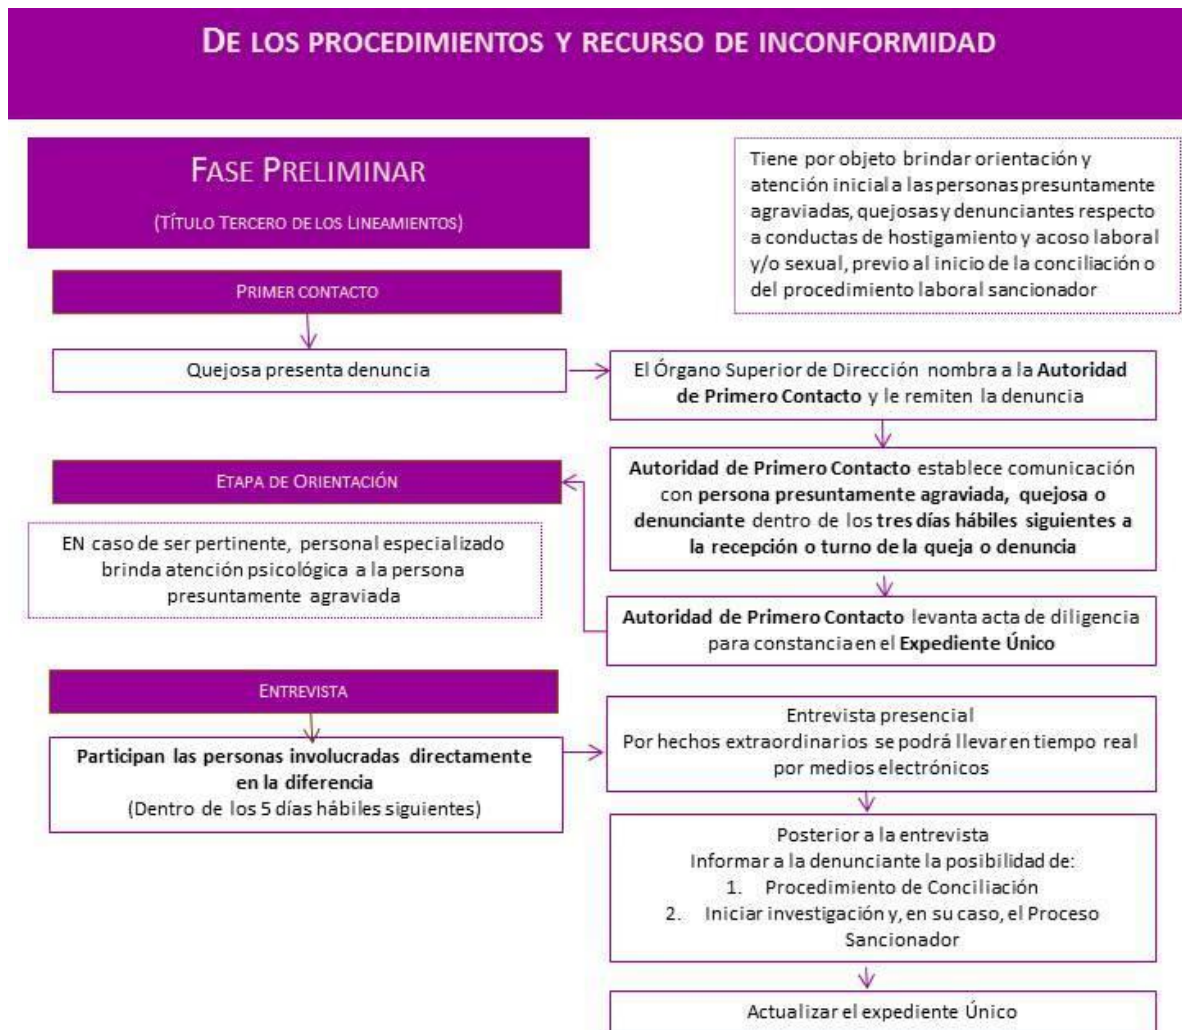 DE LOS PROCEDIMIENTOS Y RECURSO DE INCONFORMIDAD
FASE PRELIMINAR
(TÍTULO TERCERO DE LOS LINEAMIENTOS)
Tiene por objeto brindar orientación y
atención inicial a las personas presuntamente
agraviadas, quejosas y denunciantes respecto
a conductas de hostigamiento y acoso laboral
y/o sexual, previo al inicio de la conciliación o
del procedimiento laboral sancionador
PRIMER CONTACTO
Quejosa presenta denuncia
El Órgano Superior de Dirección nombra a la Autoridad
de Primero Contacto y le remiten la denuncia
Autoridad de Primero Contacto establece comunicación
con persona presuntamente agraviada, quejosa o
denunciante dentro de los tres días hábiles siguientes a
la recepción o turno de la queja o denuncia
Autoridad de Primero Contacto levanta acta de diligencia
para constancia en el Expediente Único
ETAPA DE ORIENTACIÓN
EN caso de ser pertinente, personal especializado
brinda atención psicológica a la persona
presuntamente agraviada
ENTREVISTA
Participan las personas involucradas directamente
en la diferencia
(Dentro de los 5 días hábiles siguientes)
Entrevista presencial
Por hechos extraordinarios se podrá llevar en tiempo real
por medios electrónicos
Posterior a la entrevista
Informar a la denunciante la posibilidad de:
1. Procedimiento de Conciliación
2. Iniciar investigación y, en su caso, el Proceso
Sancionador
Actualizar el expediente Único